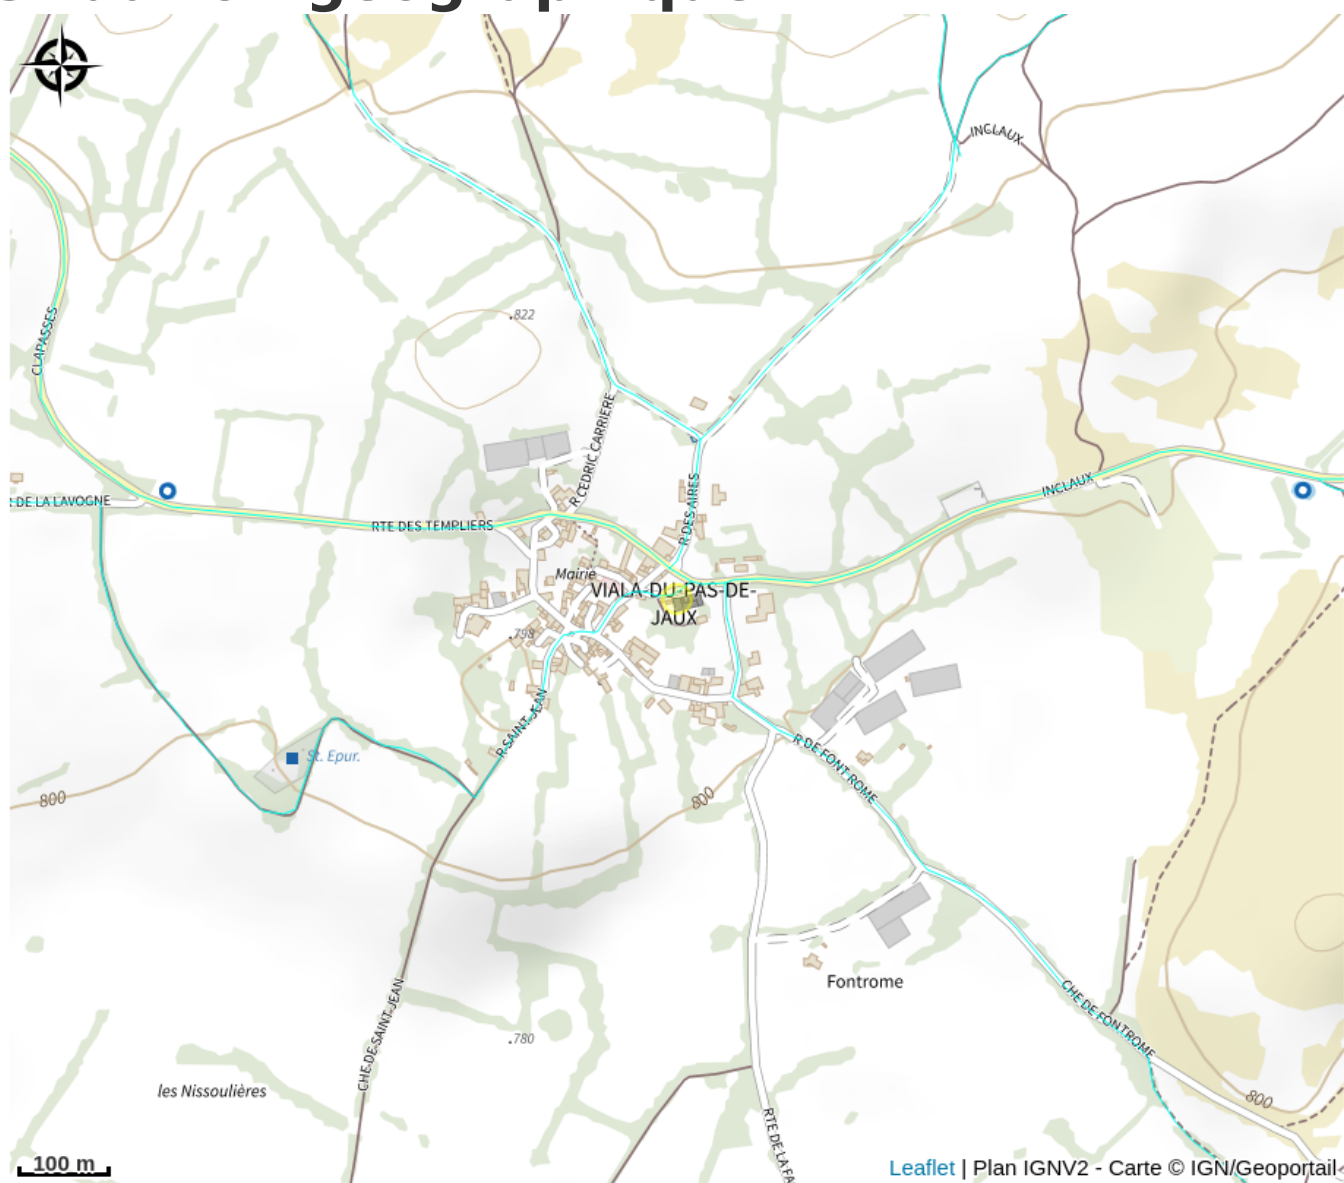 INCLAUX
CLAPASSES
.822
R CEDRIC CARRIERE
R DES AIRES
INCLAUX
DE LA LAVOGNE
RTE DES TEMPLIERS
Mairie
VIALA-DU-PAS-DE-
JAUX
.798
R SAINT-JEAN
St. Epur.
R DE FONT ROME
800
800
Fontrome
CHE DE FONTROME
CHE DE SAINT-JEAN
.780
les Nissoulières
800
RTE DE LA FA
100 m
Leaflet | Plan IGNV2 - Carte © IGN/Geoportail